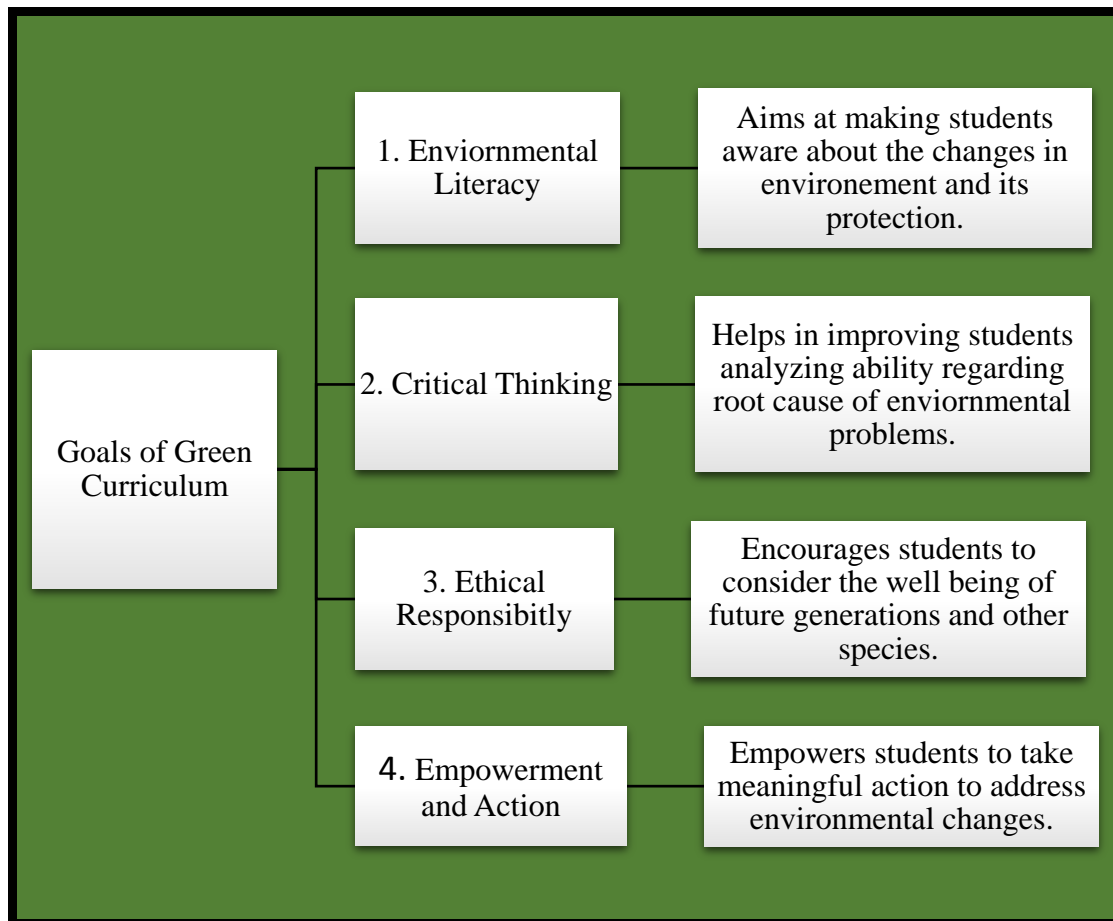 Goals of Green
Curriculum
1. Enviornmental
Literacy
Aims at making students
aware about the changes in
environement and its
protection.
2. Critical Thinking
Helps in improving students
analyzing ability regarding
root cause of enviornmental
problems.
3. Ethical
Responsibitly
Encourages students to
consider the well being of
future generations and other
species.
4. Empowerment
and Action
Empowers students to take
meaningful action to address
environmental changes.